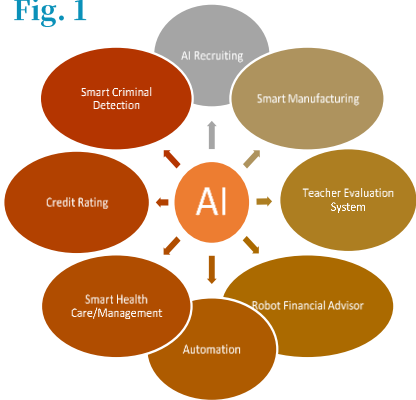 Fig. 1
AI Recruiting
Smart Criminal
Detection
Smart Manufacturing
Credit Rating
AI
Teacher Evaluation
System
Smart Health
Care/Management
Robot Financial Advisor
Automation